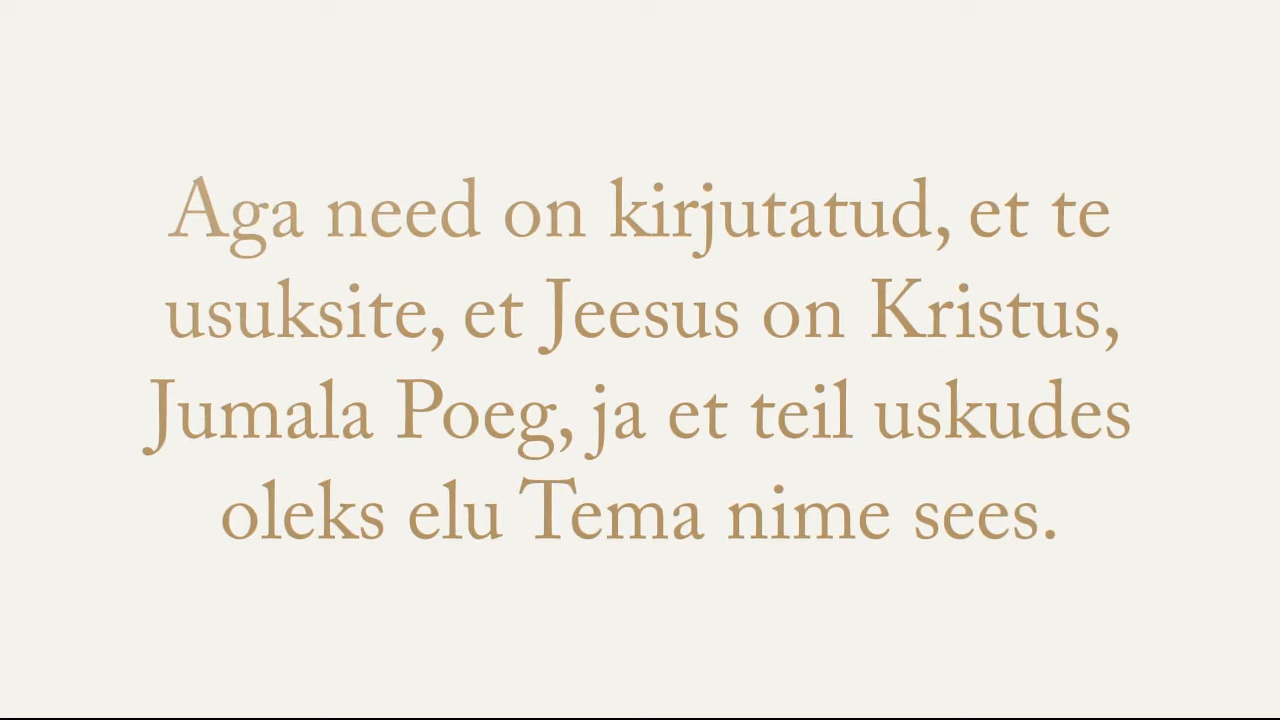 Aga need on kirjutatud, et te
usuksite, et Jeesus on Kristus,
Jumala Poeg, ja et teil uskudes
oleks elu Tema nime sees.